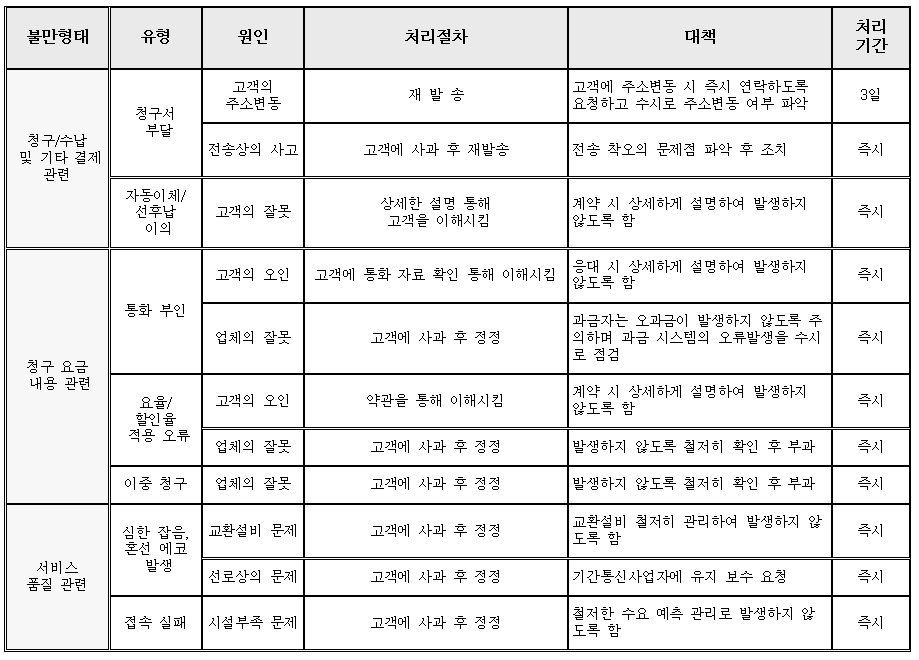 불만형태 유형 원인 처리절차 대책 처리
기간
청구/수납
및 기타 결제
관련
청구서
부달
고객의
주소변동
재 발 송
고객에 주소변동 시 즉시 연락하도록
요청하고 수시로 주소변동 여부 파악
3일
전송상의 사고
고객에 사과 후 재발송
전송 착오의 문제점 파악 후 조치
즉시
자동이체/
선후납
이의
고객의 잘못
상세한 설명 통해
고객을 이해시킴
계약 시 상세하게 설명하여 발생하지
않도록 함
즉시
청구 요금
내용 관련
통화 부인
고객의 오인
고객에 통화 자료 확인 통해 이해시킴
응대 시 상세하게 설명하여 발생하지
않도록 함
즉시
업체의 잘못
고객에 사과 후 정정
과금자는 오과금이 발생하지 않도록 주
의하며 과금 시스템의 오류발생을 수시
로 점검
즉시
요율/
할인율
적용 오류
고객의 오인
약관을 통해 이해시킴
계약 시 상세하게 설명하여 발생하지
않도록 함
즉시
업체의 잘못
고객에 사과 후 정정
발생하지 않도록 철저히 확인 후 부과
즉시
이중 청구
업체의 잘못
고객에 사과 후 정정
발생하지 않도록 철저히 확인 후 부과
즉시
서비스
품질 관련
심한 잡음,
혼선 에코
발생
교환설비 문제
고객에 사과 후 정정
교환설비 철저히 관리하여 발생하지 않
도록 함
즉시
선로상의 문제
고객에 사과 후 정정
기간통신사업자에 유지 보수 요청
즉시
접속 실패
시설부족 문제
고객에 사과 후 정정
철저한 수요 예측 관리로 발생하지 않
도록 함
즉시